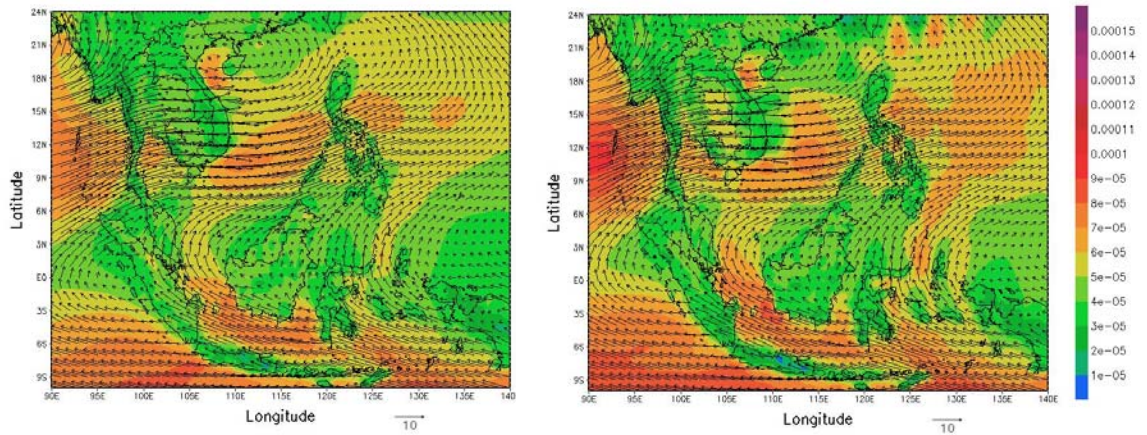 24N
21N
18N
15N
12N
9N
6N
3N
EQ
3S
6S
9S
Latitude
90E 95E 100E 105E 110E 115E 120E 125E 130E 135E 140
Longitude
10
24N
21N
18N
15N
12N
9N
6N
3N
EQ
3S
6S
9S
Latitude
90E 95E 100E 105E 110E 115E 120E 125E 130E 135E 140E
Longitude
10
0.00015
0.00014
0.00013
0.00012
0.00011
0.0001
9e-05
8e-05
7e-05
6e-05
5e-05
4e-05
3e-05
2e-05
1e-05